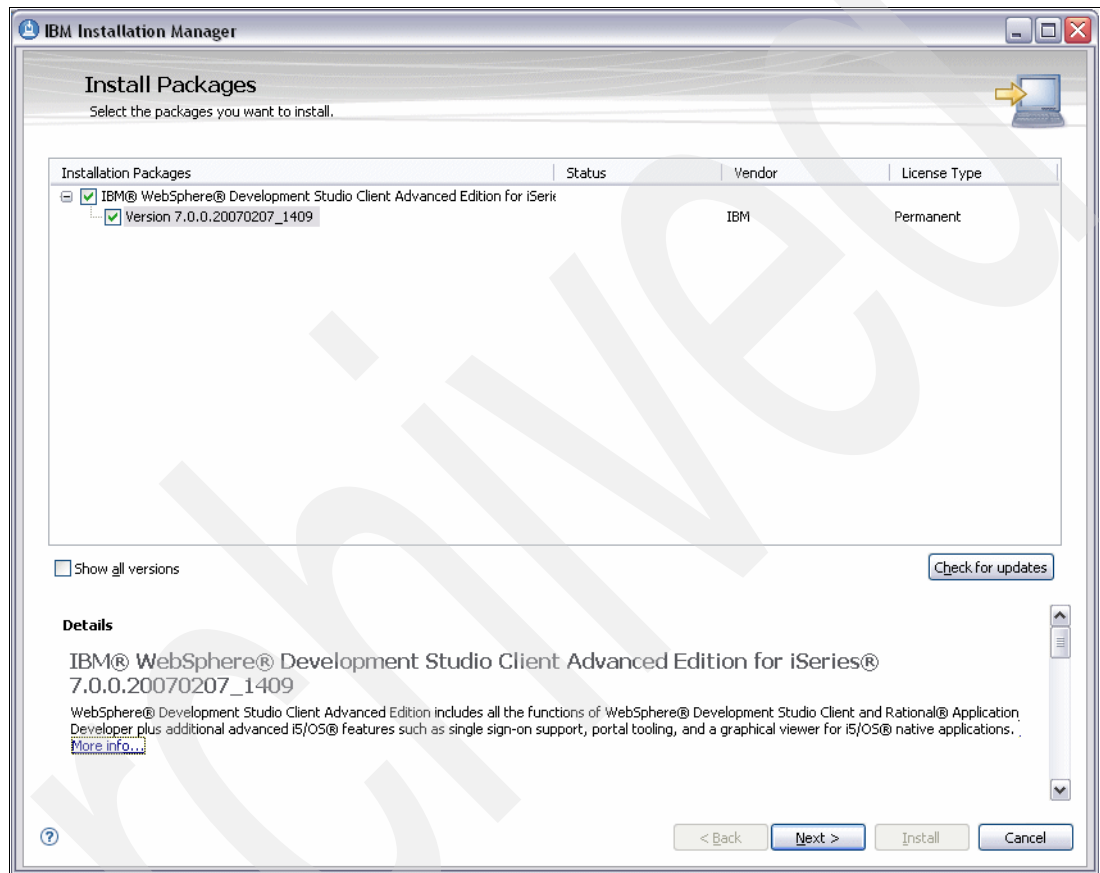 IBM Installation Manager
Install Packages
Select the packages you want to install.
Installation Packages Status Vendor License Type
IBM® WebSphere® Development Studio Client Advanced Edition for iSerie
Version 7.0.0.20070207_1409 IBM Permanent
Show all versions Check for updates
Details
IBM® WebSphere® Development Studio Client Advanced Edition for iSeries®
7.0.0.20070207_1409
WebSphere® Development Studio Client Advanced Edition includes all the functions of WebSphere® Development Studio Client and Rational® Application
Developer plus additional advanced i5/OS® features such as single sign-on support, portal tooling, and a graphical viewer for i5/OS® native applications.
More info...
? < Back Next > Install Cancel
rchived